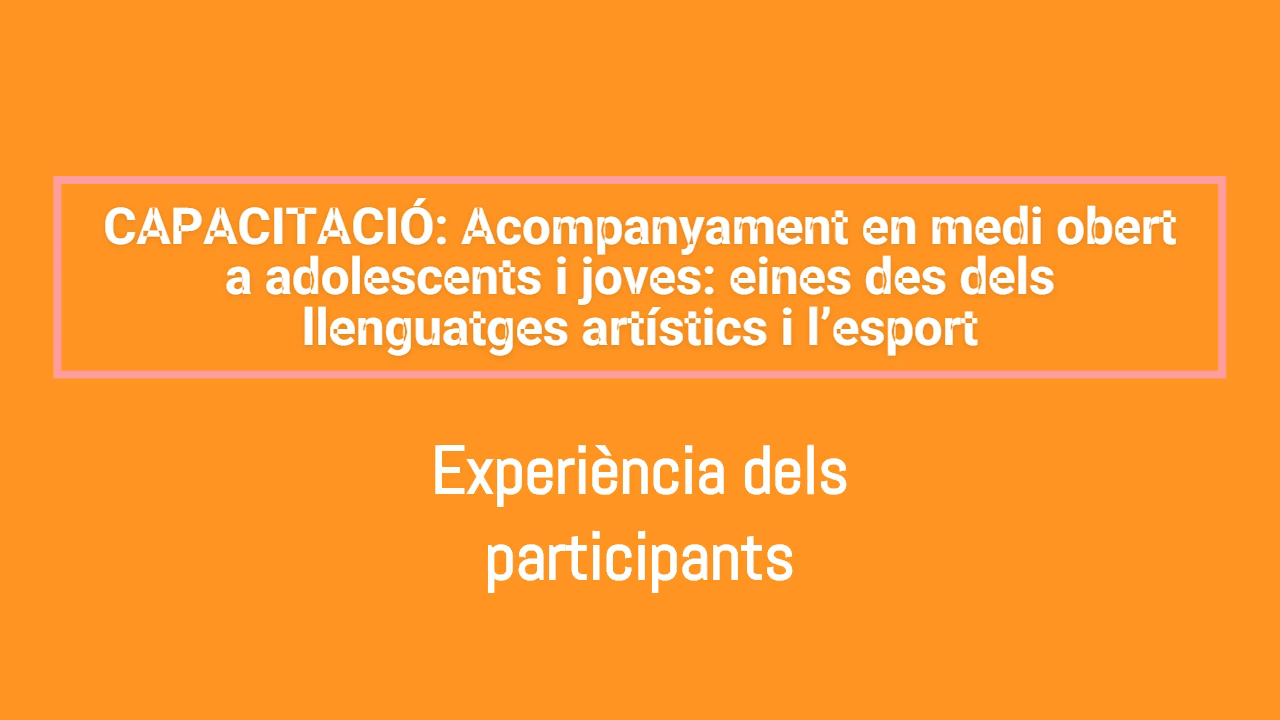 CAPACITACIÓ: Acompanyament en medi obert
a adolescents i joves: eines des dels
llenguatges artístics i l’esport
Experiència dels
participants